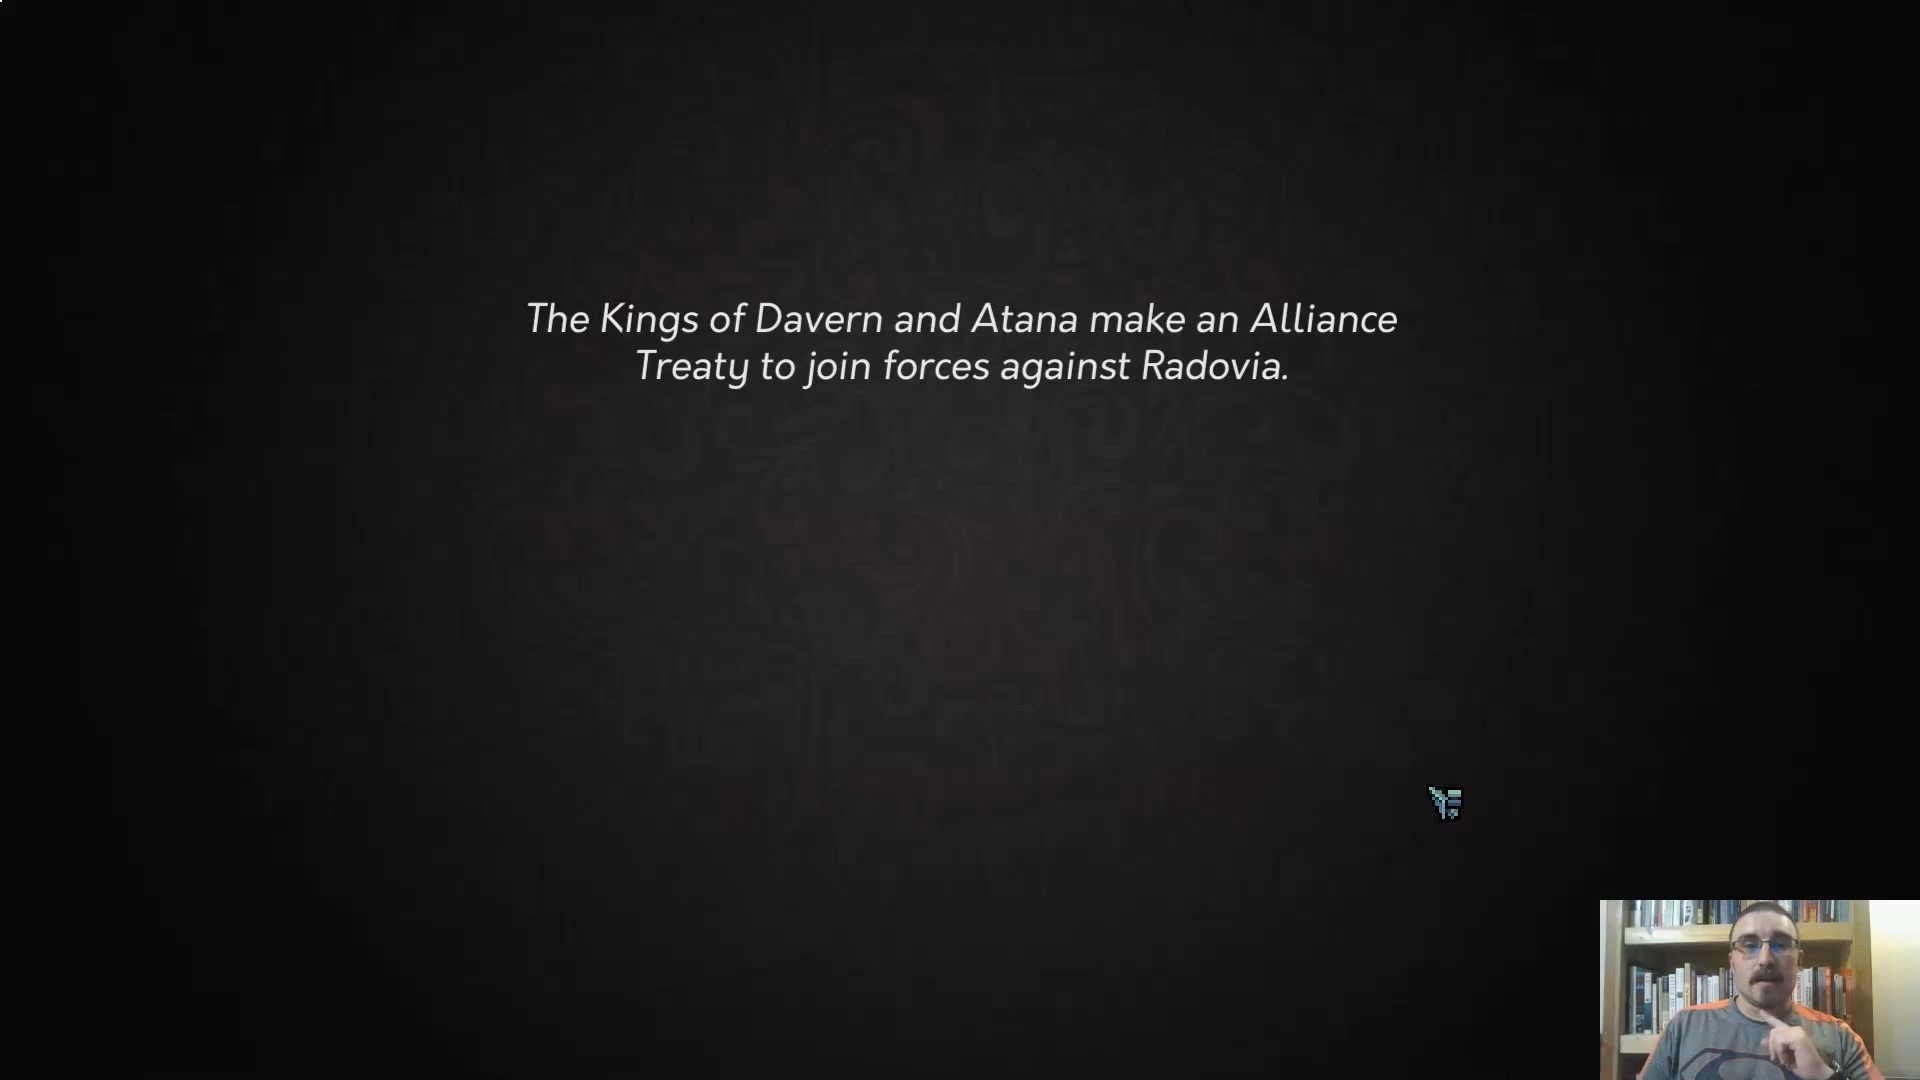 The Kings of Davern and Atana make an Alliance
Treaty to join forces against Radovia.